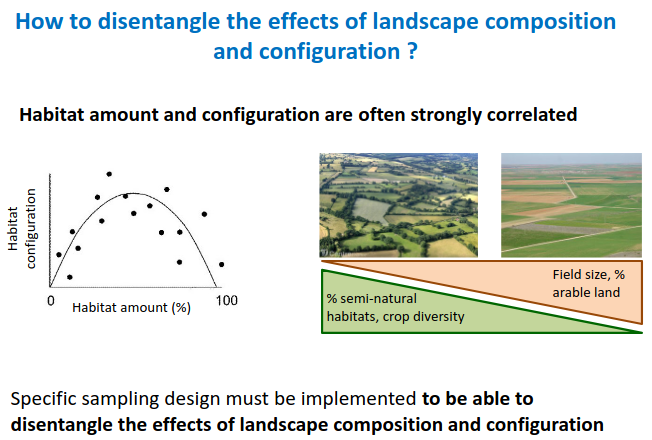 How to disentangle the effects of landscape composition
and configuration ?
Habitat amount and configuration are often strongly correlated
Habitat
configuration
0
Habitat amount (%)
100
Field size, %
arable land
% semi-natural
habitats, crop diversity
Specific sampling design must be implemented to be able to
disentangle the effects of landscape composition and configuration